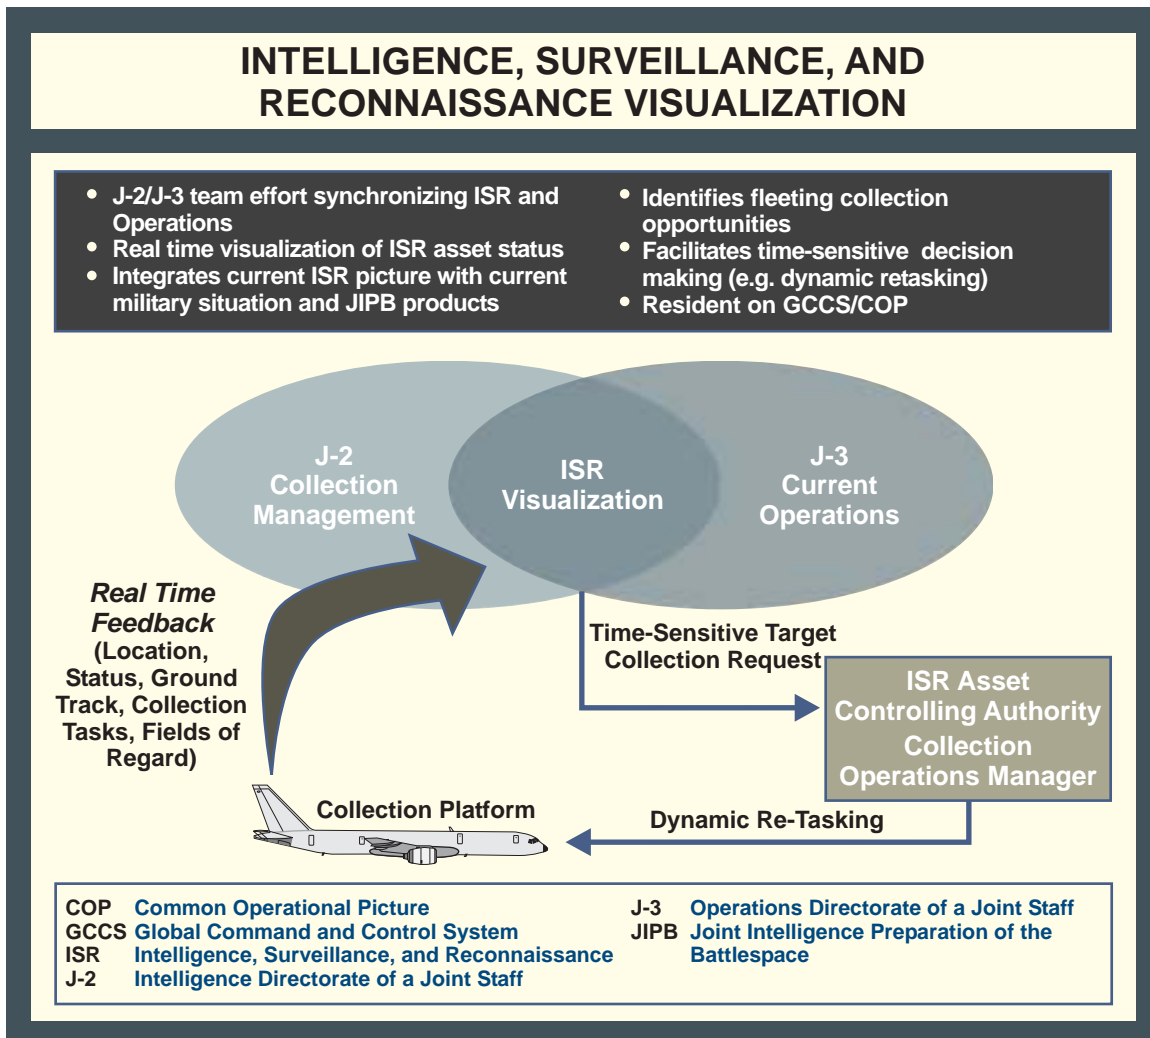 INTELLIGENCE, SURVEILLANCE, AND
RECONNAISSANCE VISUALIZATION
• J-2/J-3 team effort synchronizing ISR and
Operations
• Real time visualization of ISR asset status
• Integrates current ISR picture with current
military situation and JIPB products
• Identifies fleeting collection
opportunities
• Facilitates time-sensitive decision
making (e.g. dynamic retasking)
• Resident on GCCS/COP
J-2
Collection
Management
ISR
Visualization
J-3
Current
Operations
Real Time
Feedback
(Location,
Status, Ground
Track, Collection
Tasks, Fields of
Regard)
Time-Sensitive Target
Collection Request
ISR Asset
Controlling Authority
Collection
Operations Manager
Collection Platform
Dynamic Re-Tasking
COP Common Operational Picture
GCCS Global Command and Control System
ISR Intelligence, Surveillance, and Reconnaissance
J-2 Intelligence Directorate of a Joint Staff
J-3 Operations Directorate of a Joint Staff
JIPB Joint Intelligence Preparation of the
Battlespace